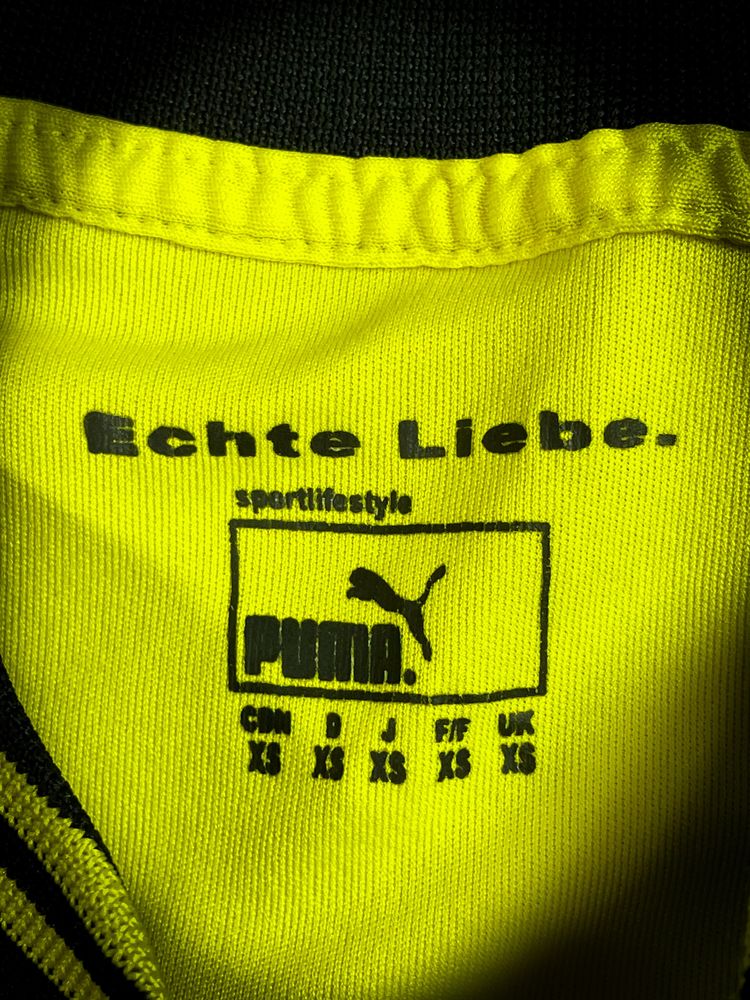 Echte Liebe.
sportlifestyle
PUMA.
CDN D J F/F UK
XS XS XS XS XS